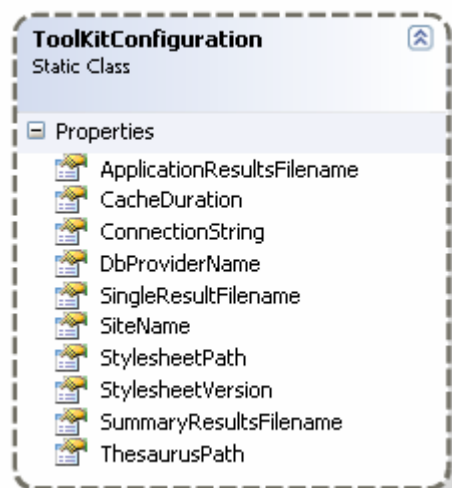 ToolKitConfiguration
Static Class
Properties
ApplicationResultsFilename
CacheDuration
ConnectionString
DbProviderName
SingleResultFilename
SiteName
StylesheetPath
StylesheetVersion
SummaryResultsFilename
ThesaurusPath